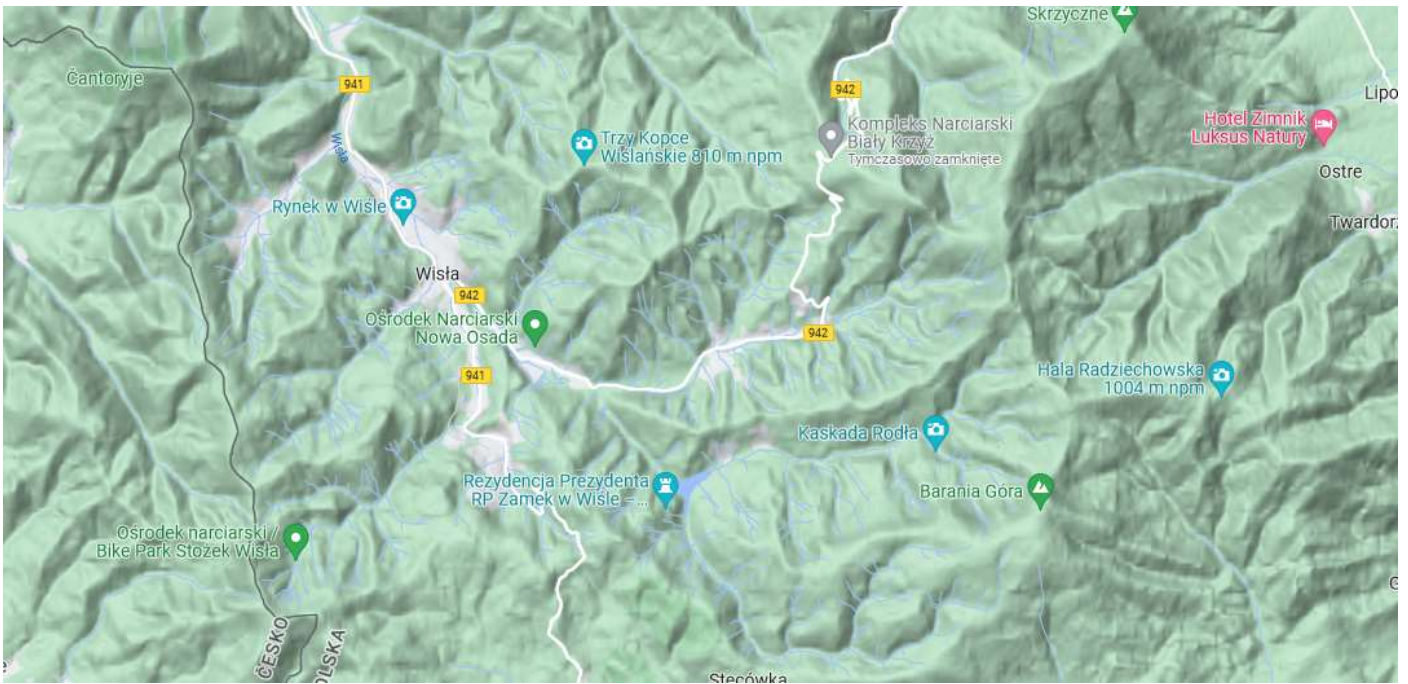 Skrzyczne
Čantoryje
941
942
Lipo
Hotel Zimnik
Luksus Natury
Kompleks Narciarski
Biały Krzyż
Tymczasowo zamknięte
Trzy Kopce
Wiślańskie 810 m npm
Wisła
Ostre
Rynek w Wiśle
Twardorz
Wisła
942
Ośrodek Narciarski
Nowa Osada
942
941
Hala Radziechowska
1004 m npm
Kaskada Rodła
Rezydencja Prezydenta
RP Zamek w Wiśle –...
Barania Góra
Ośrodek narciarski /
Bike Park Stożek Wisła
G
ČESKO
OLSKA
e
Stecówka